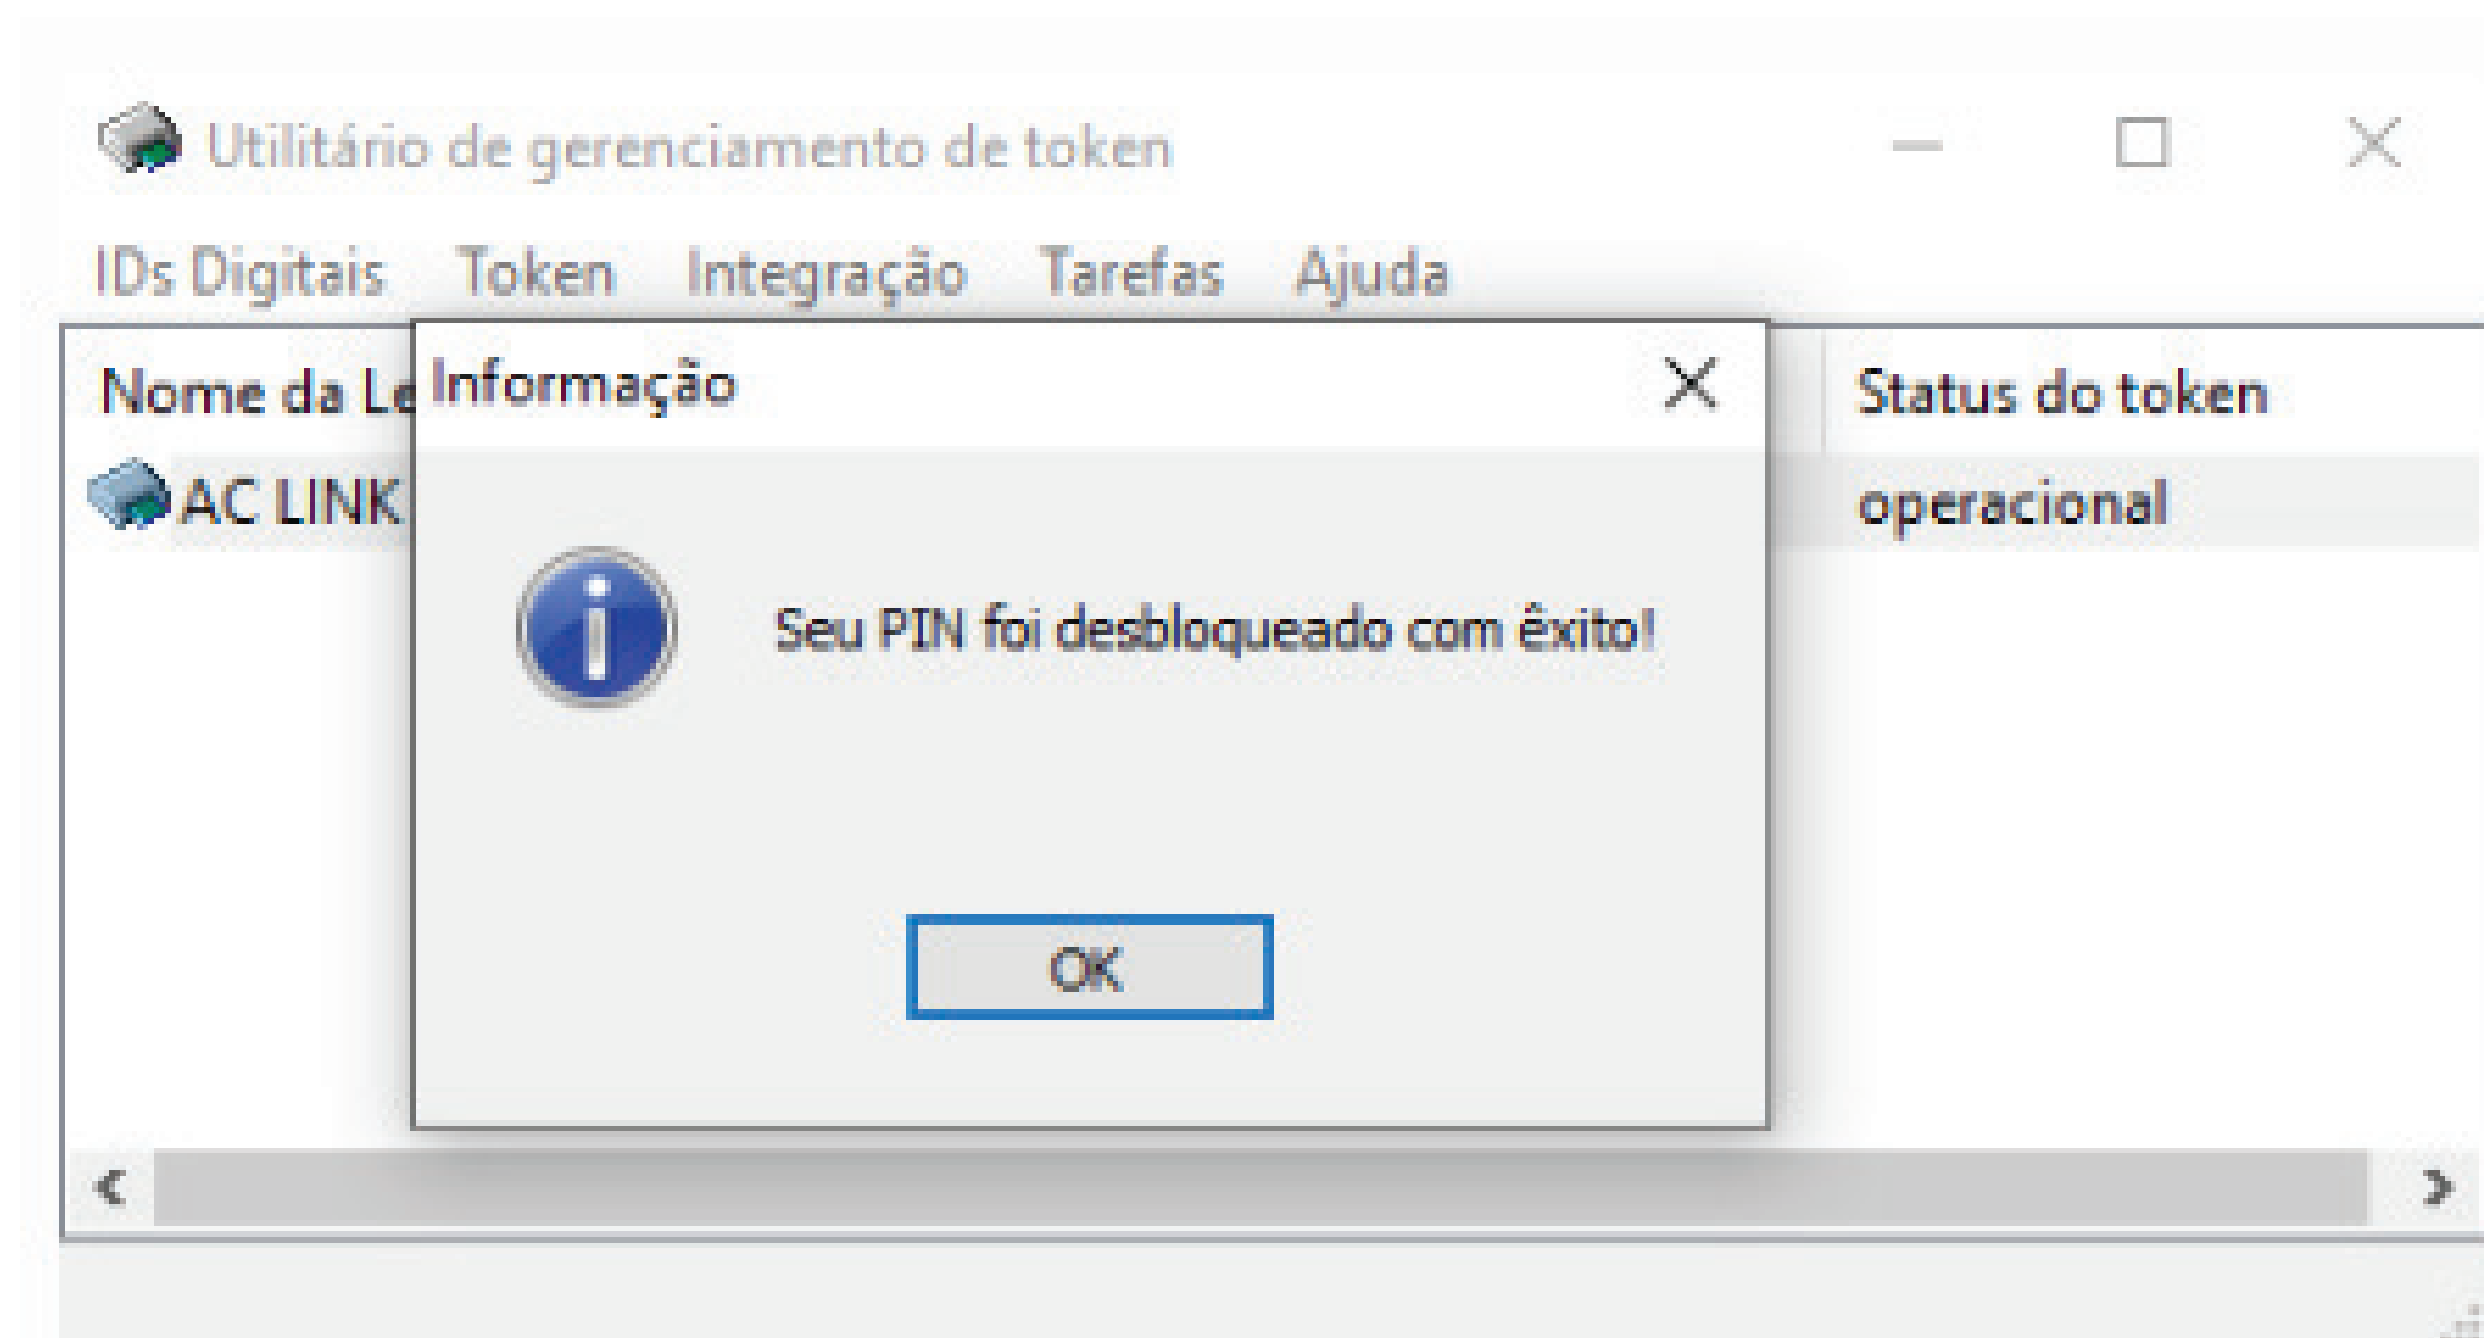 Utilitário de gerenciamento de token
IDs Digitais Token Integração Tarefas Ajuda
Nome da Le Status do token
AC LINK operacional
Informação
Seu PIN foi desbloqueado com êxito!
OK